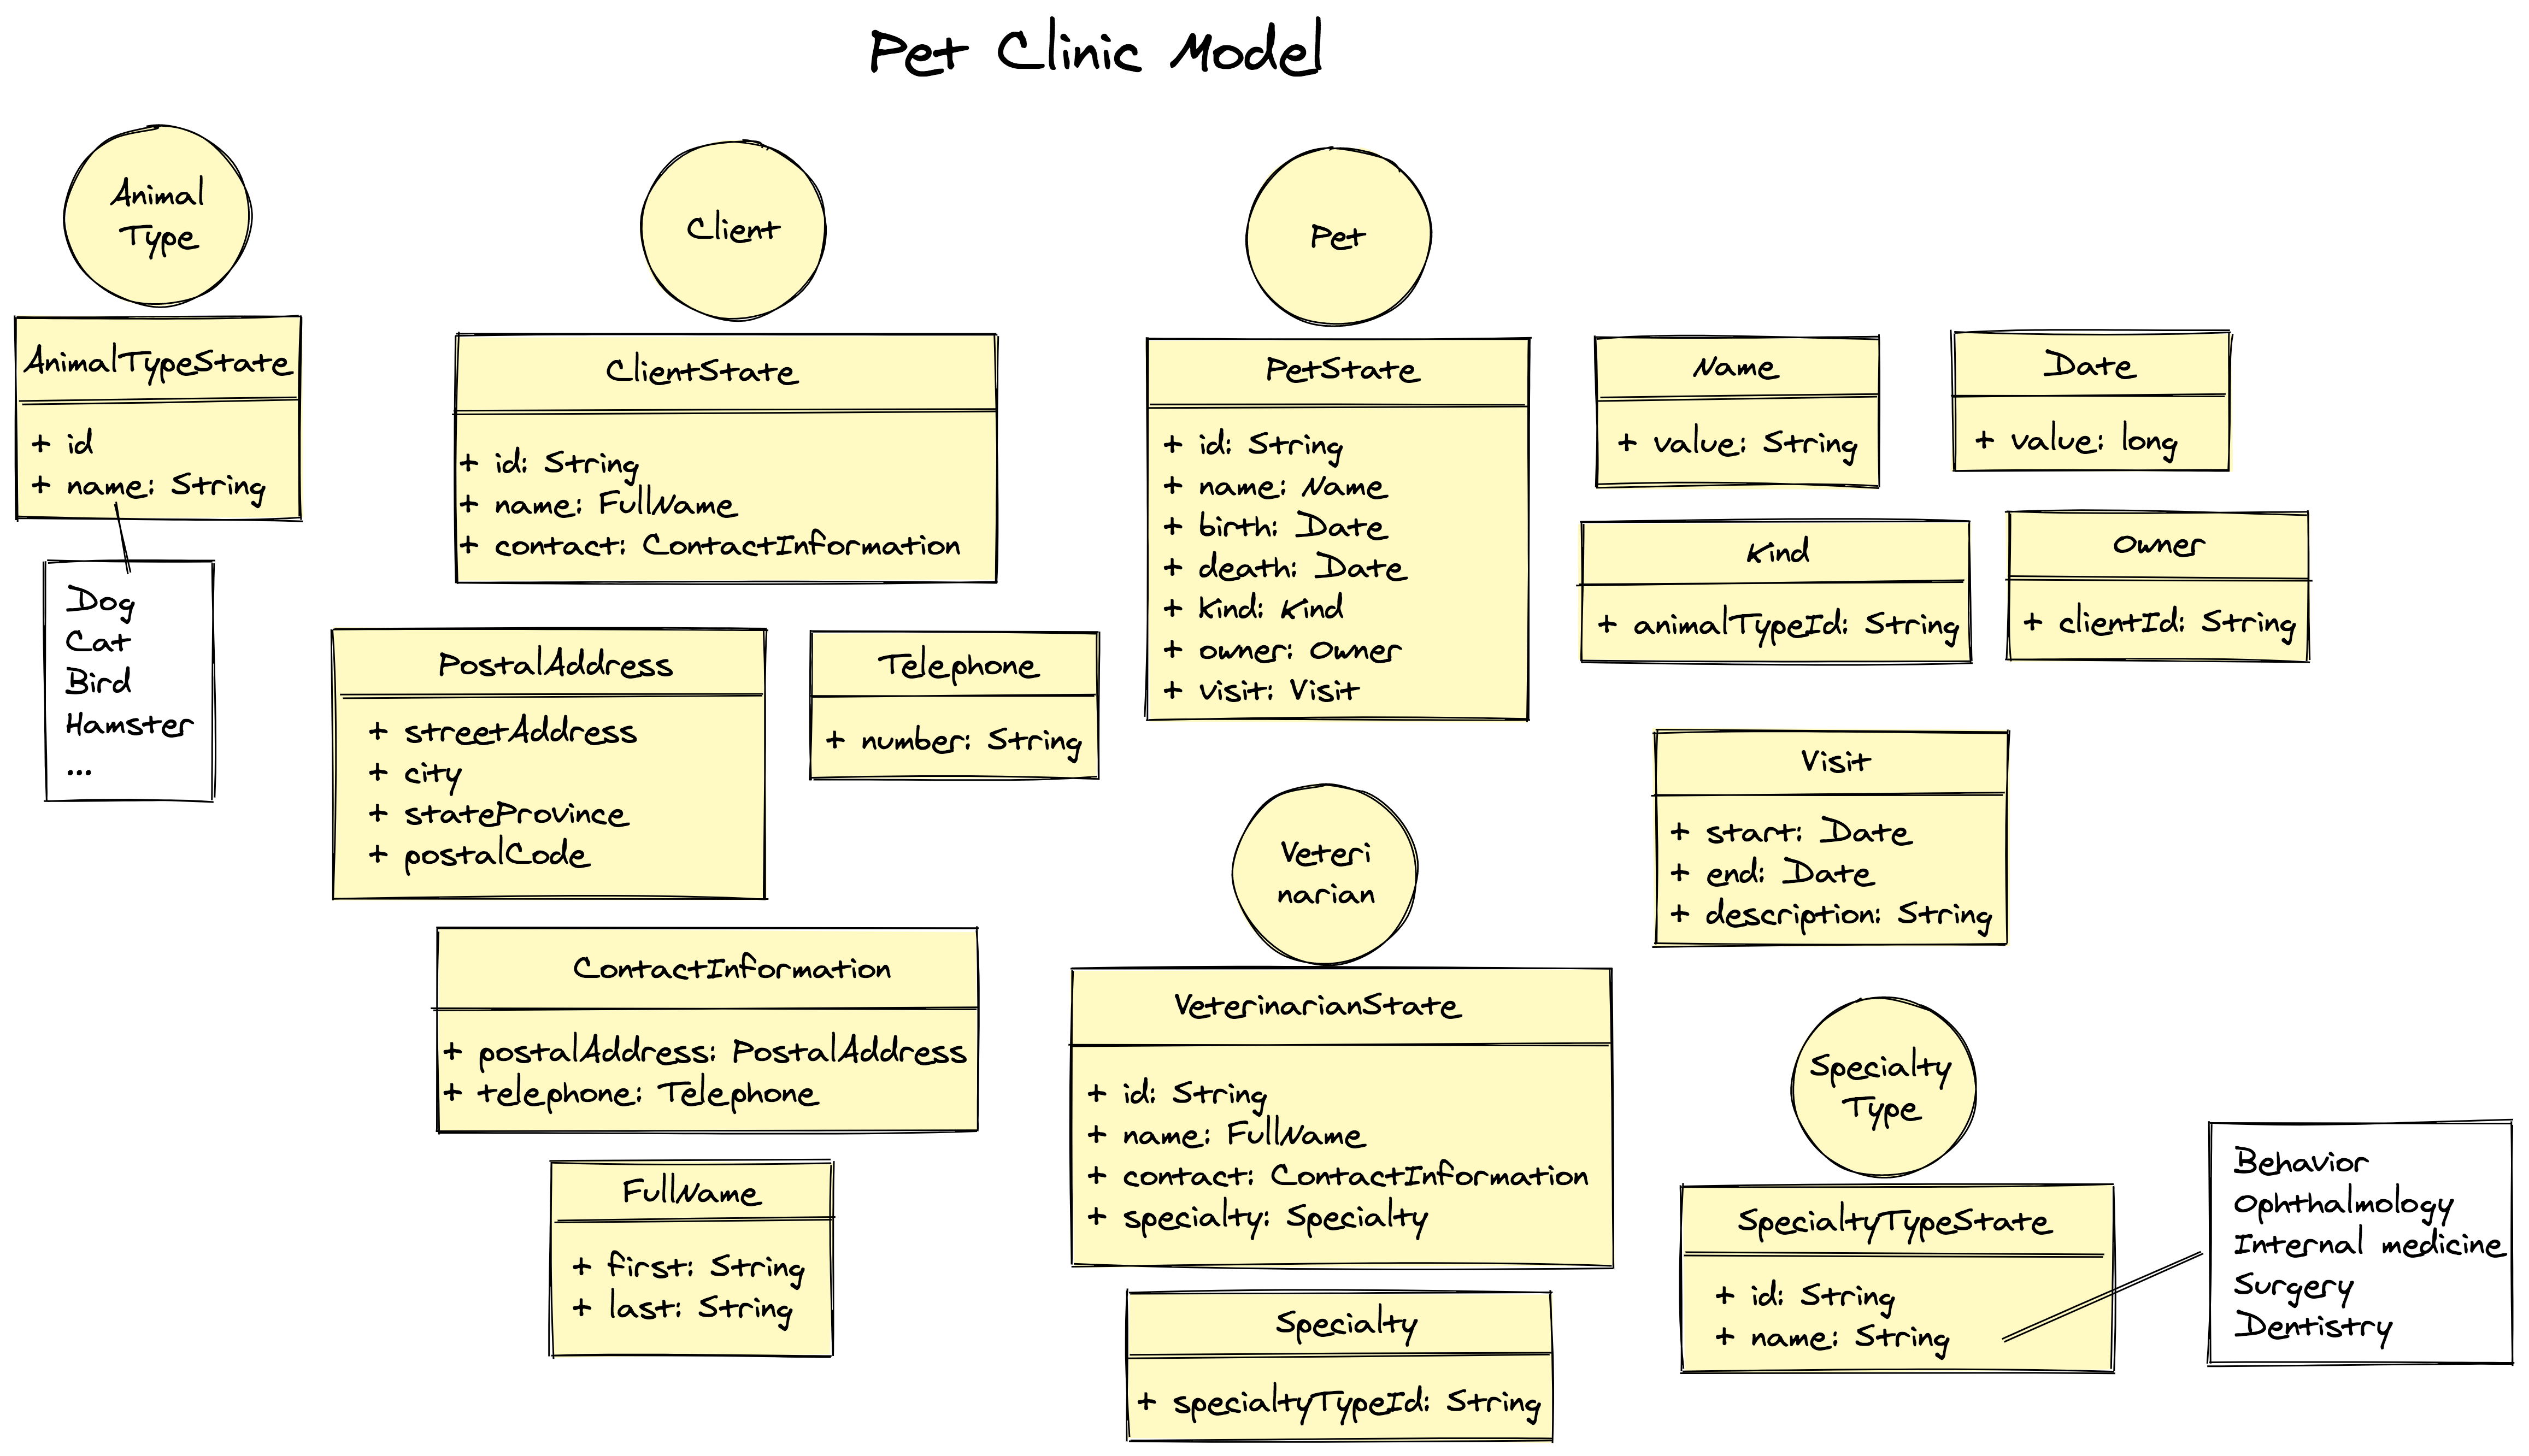 Pet Clinic Model
Animal
Type
AnimalTypeState
+ id
+ name: String
Dog
Cat
Bird
Hamster
...
Client
ClientState
+ id: String
+ name: FullName
+ contact: ContactInformation
PostalAddress
+ streetAddress
+ city
+ stateProvince
+ postalCode
Telephone
+ number: String
ContactInformation
+ postalAddress: PostalAddress
+ telephone: Telephone
FullName
+ first: String
+ last: String
Pet
PetState
+ id: String
+ name: Name
+ birth: Date
+ death: Date
+ kind: Kind
+ owner: Owner
+ visit: Visit
Name
+ value: String
Date
+ value: long
Kind
+ animalTypeId: String
Owner
+ clientId: String
Visit
+ start: Date
+ end: Date
+ description: String
Veteri
narian
VeterinarianState
+ id: String
+ name: FullName
+ contact: ContactInformation
+ specialty: Specialty
Specialty
+ specialtyTypeId: String
Specialty
Type
SpecialtyTypeState
+ id: String
+ name: String
Behavior
Ophthalmology
Internal medicine
Surgery
Dentistry